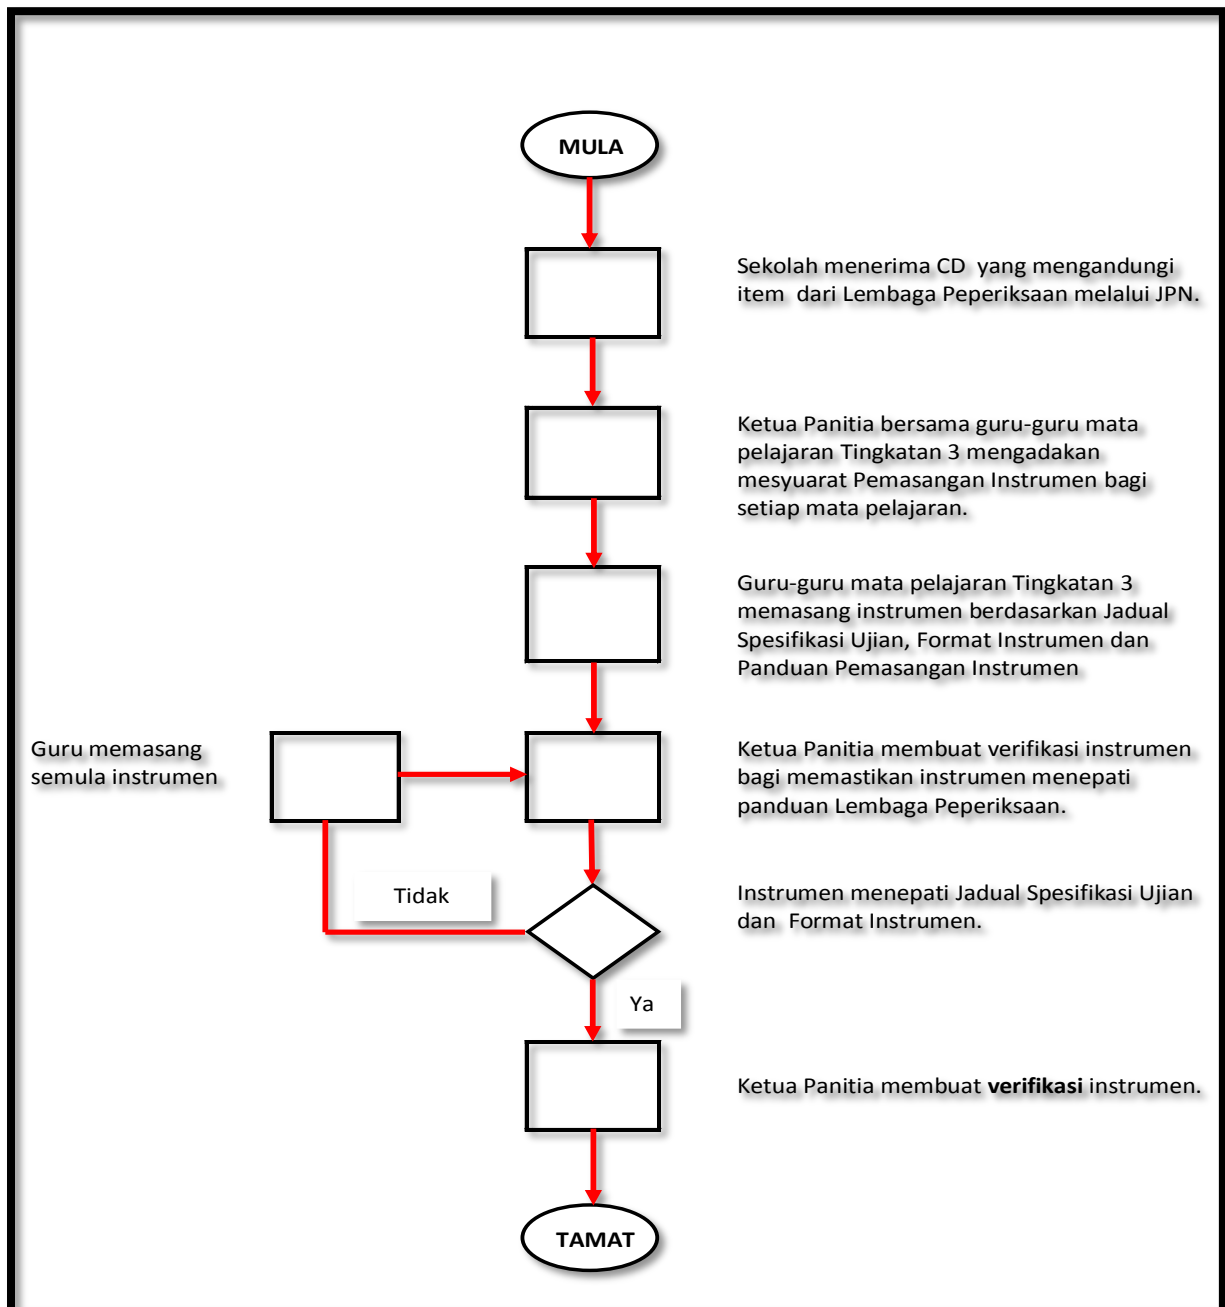 MULA
Sekolah menerima CD yang mengandungi
item dari Lembaga Peperiksaan melalui JPN.
Ketua Panitia bersama guru-guru mata
pelajaran Tingkatan 3 mengadakan
mesyuarat Pemasangan Instrumen bagi
setiap mata pelajaran.
Guru-guru mata pelajaran Tingkatan 3
memasang instrumen berdasarkan Jadual
Spesifikasi Ujian, Format Instrumen dan
Panduan Pemasangan Instrumen
Guru memasang
semula instrumen
Ketua Panitia membuat verifikasi instrumen
bagi memastikan instrumen menepati
panduan Lembaga Peperiksaan.
Tidak
Instrumen menepati Jadual Spesifikasi Ujian
dan Format Instrumen.
Ya
Ketua Panitia membuat verifikasi instrumen.
TAMAT